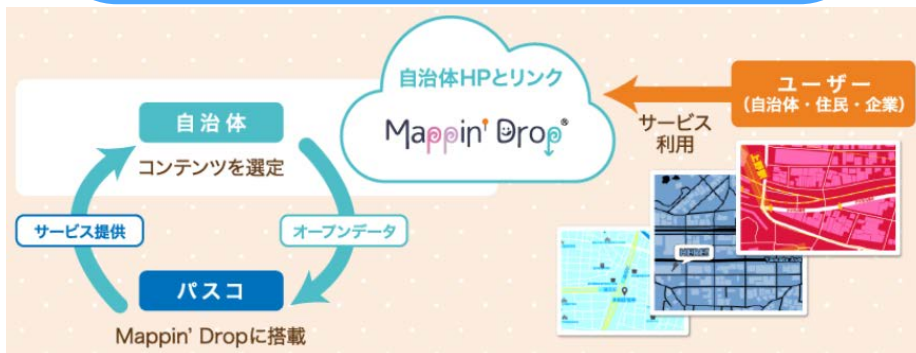 自治体HPとリンク
Mappin' Drop®
ユーザー
(自治体・住民・企業)
サービス
利用
自治体
コンテンツを選定
サービス提供
オープンデータ
パスコ
Mappin' Dropに搭載